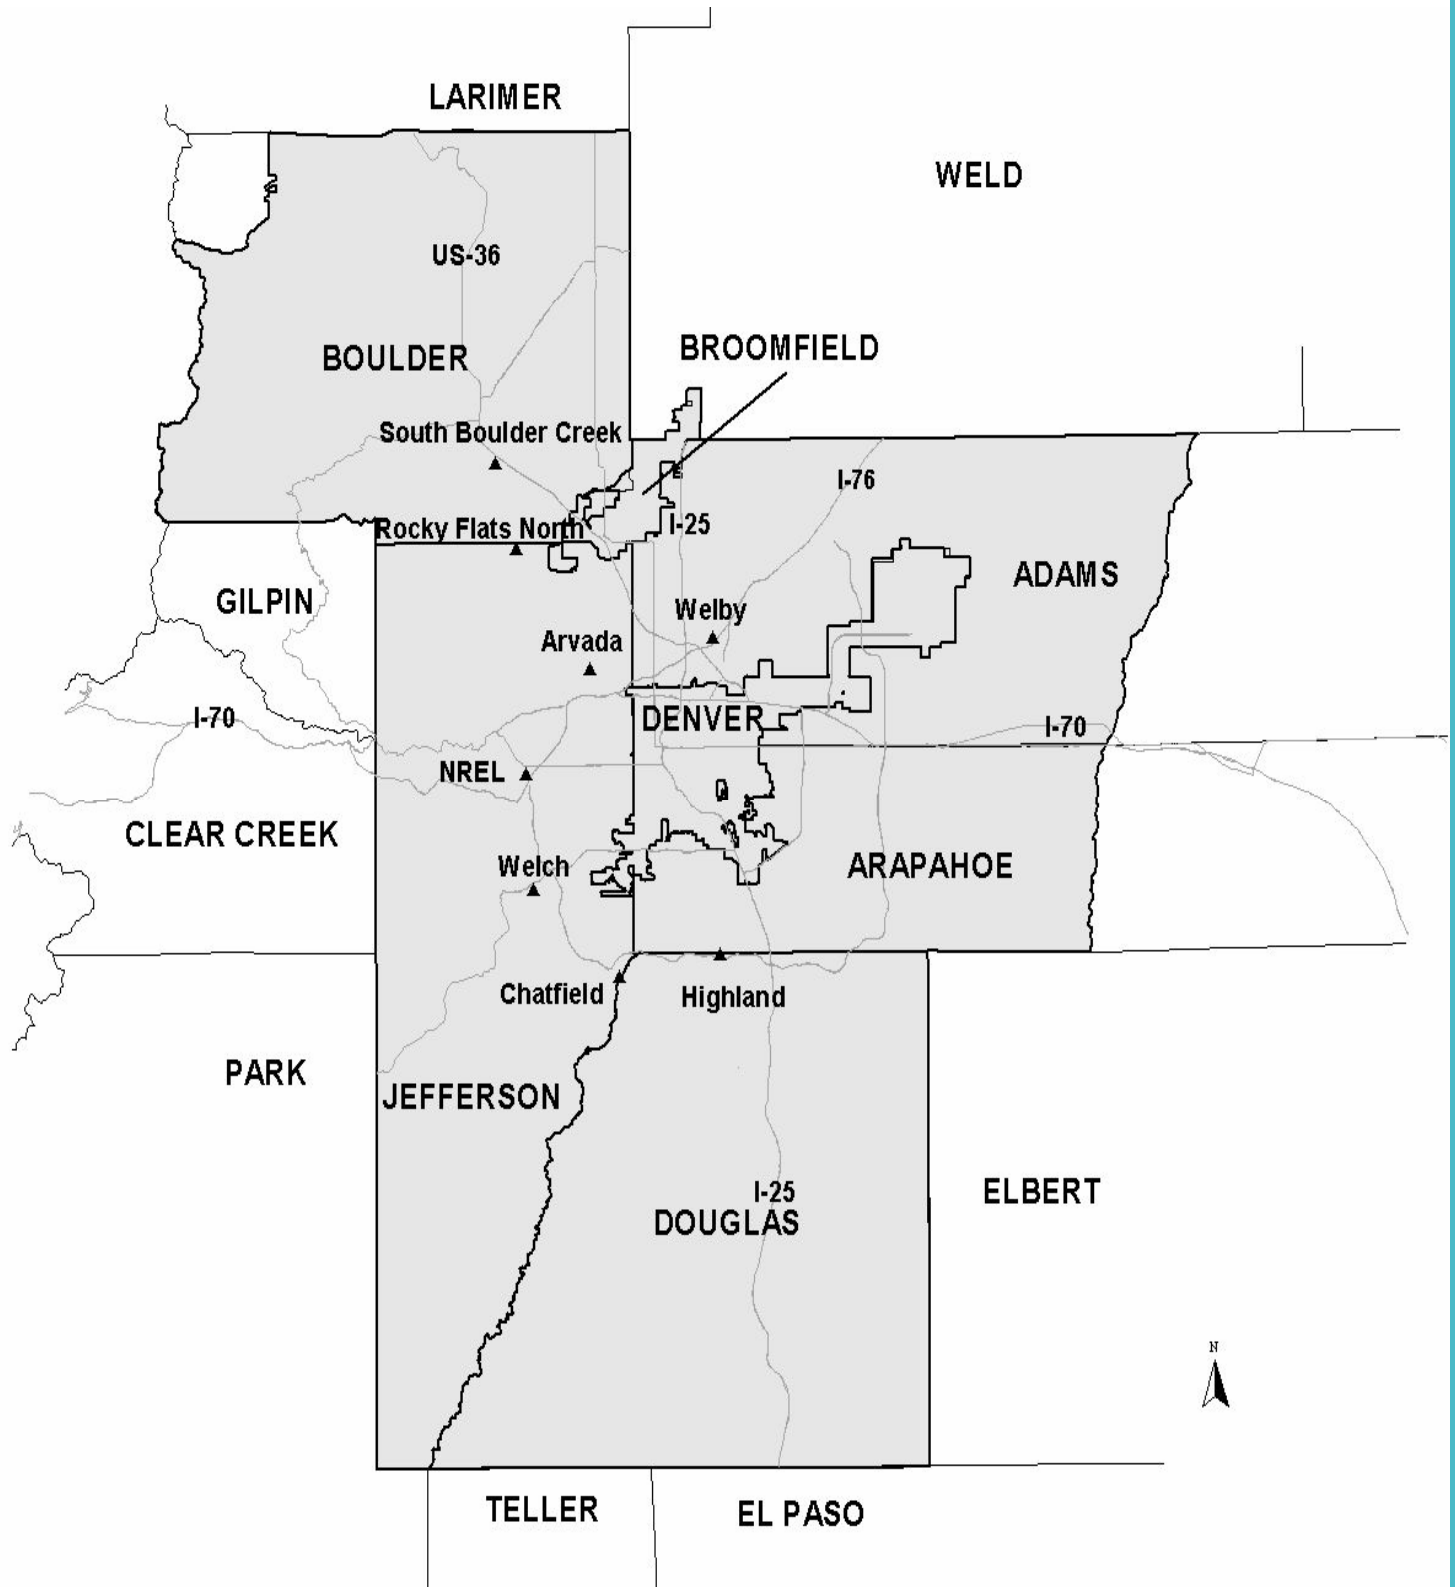 LARIMER
WELD
US-36
BROOMFIELD
BOULDER
South Boulder Creek
I-76
I-25
Rocky Flats North
ADAMS
GILPIN
Welby
Arvada
I-70
DENVER
I-70
NREL
CLEAR CREEK
Welch
ARAPAHOE
Chatfield
Highland
PARK
JEFFERSON
I-25
ELBERT
DOUGLAS
N
TELLER
EL PASO